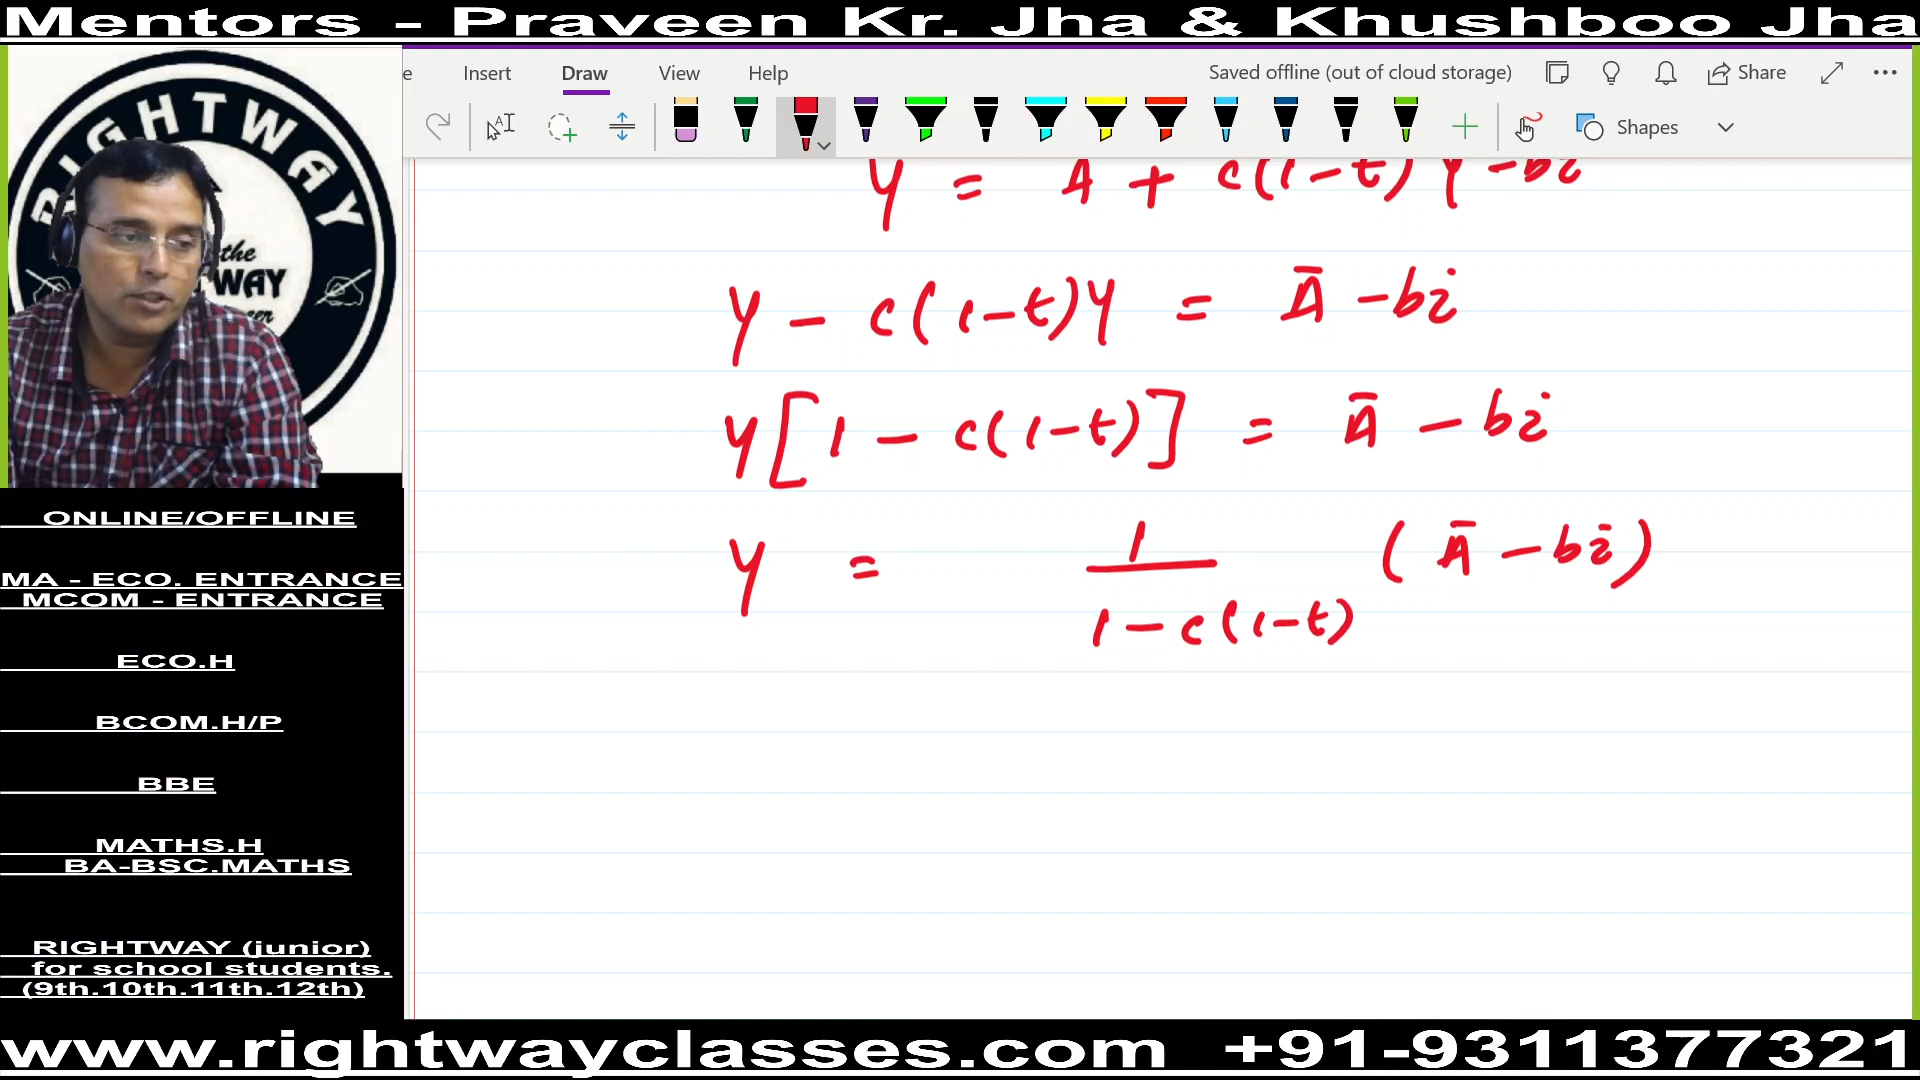 Mentors - Praveen Kr. Jha & Khushboo Jha
Insert Draw View Help Saved offline (out of cloud storage) Share
Shapes
RIGHTWAY
the
WAY
Y = A + c(1-t)Y - bi
Y - c(1-t)Y = Ā - bi
Y[1 - c(1-t)] = Ā - bi
Y = 1 / 1 - c(1-t) (Ā - bi)
ONLINE/OFFLINE
MA - ECO. ENTRANCE
MCOM - ENTRANCE
ECO.H
BCOM.H/P
BBE
MATHS.H
BA-BSC.MATHS
RIGHTWAY (junior)
for school students.
(9th.10th.11th.12th)
www.rightwayclasses.com +91-9311377321